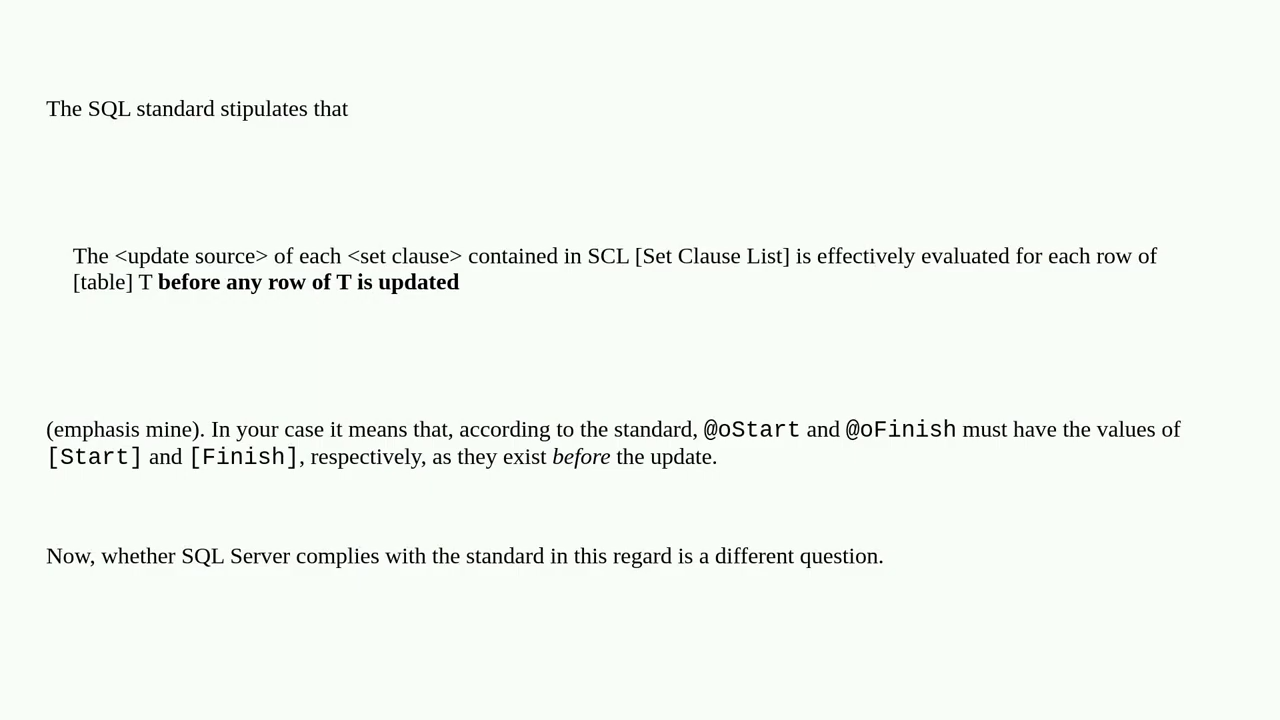 The SQL standard stipulates that
The <update source> of each <set clause> contained in SCL [Set Clause List] is effectively evaluated for each row of
[table] T before any row of T is updated
(emphasis mine). In your case it means that, according to the standard, @oStart and @oFinish must have the values of
[Start] and [Finish], respectively, as they exist before the update.
Now, whether SQL Server complies with the standard in this regard is a different question.